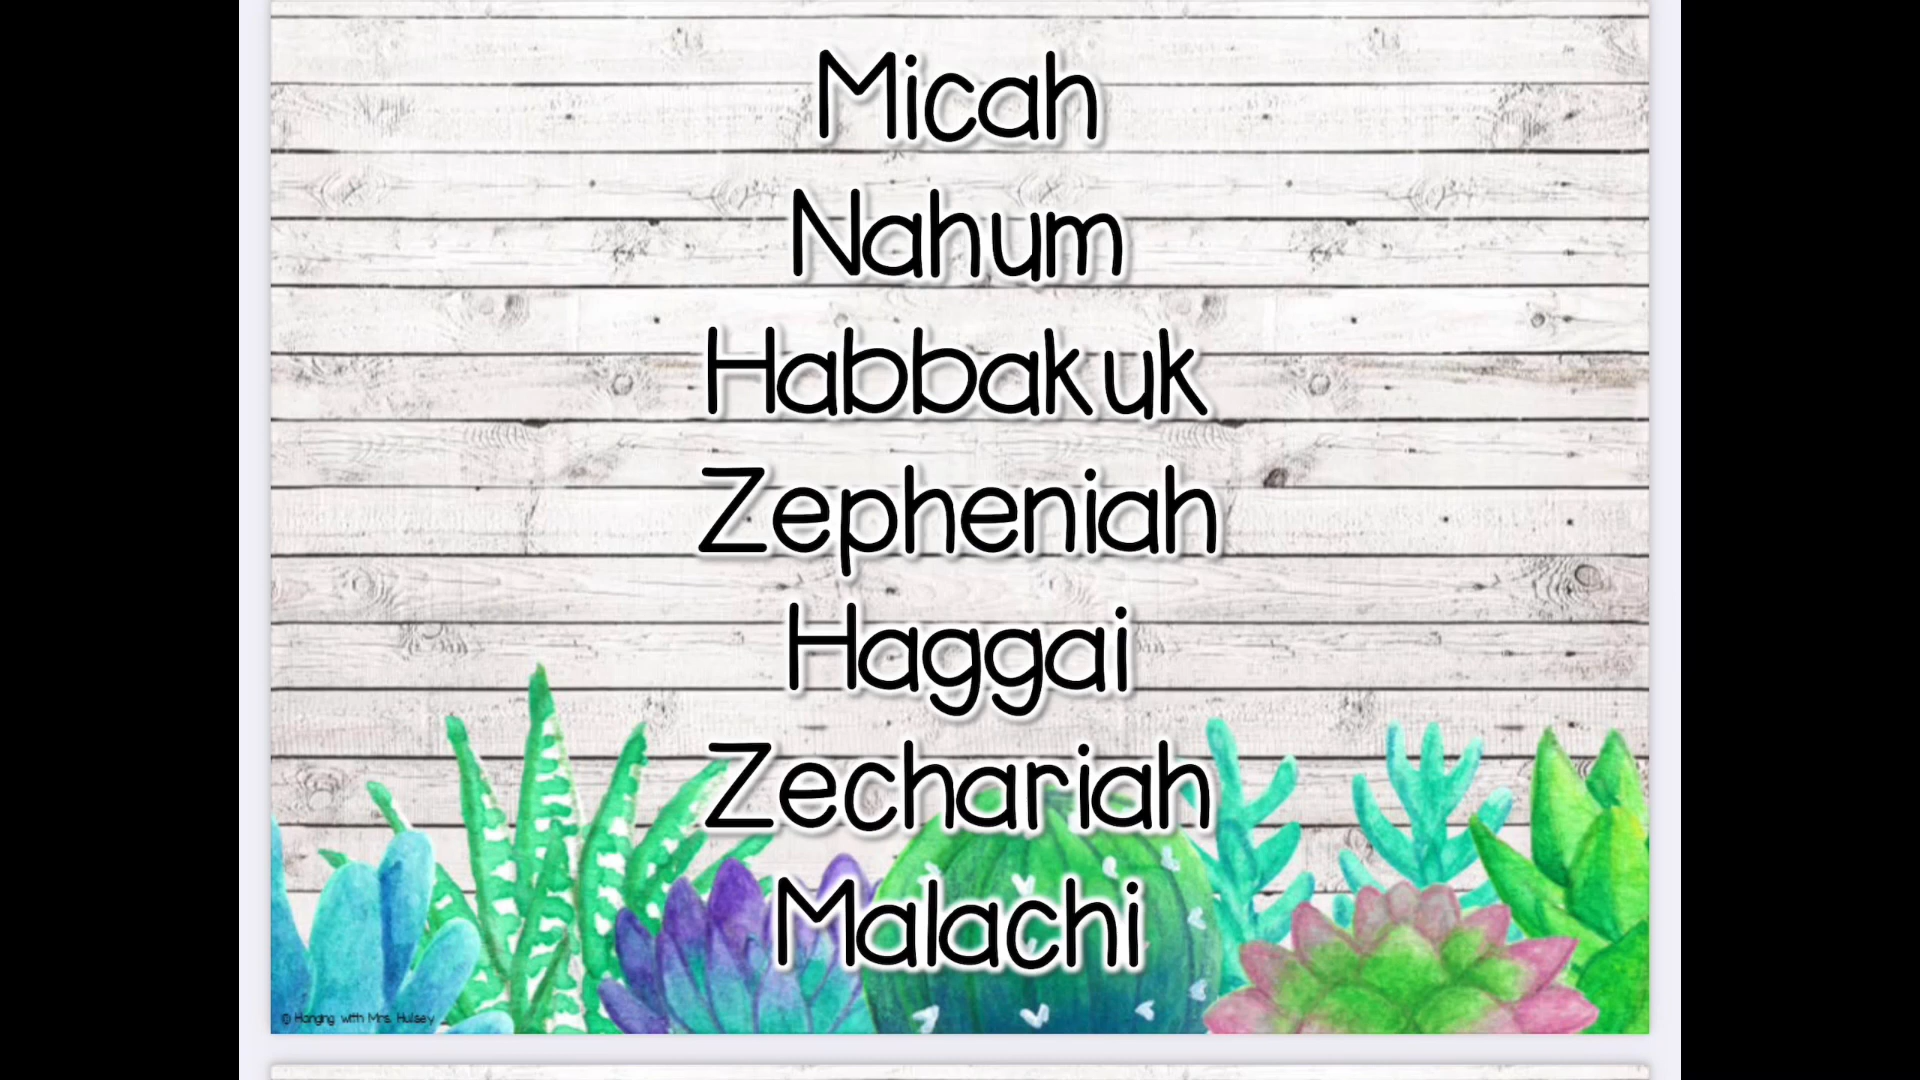 Micah
Nahum
Habbakuk
Zepheniah
Haggai
Zechariah
Malachi
© Hanging with Mrs. Hulsey